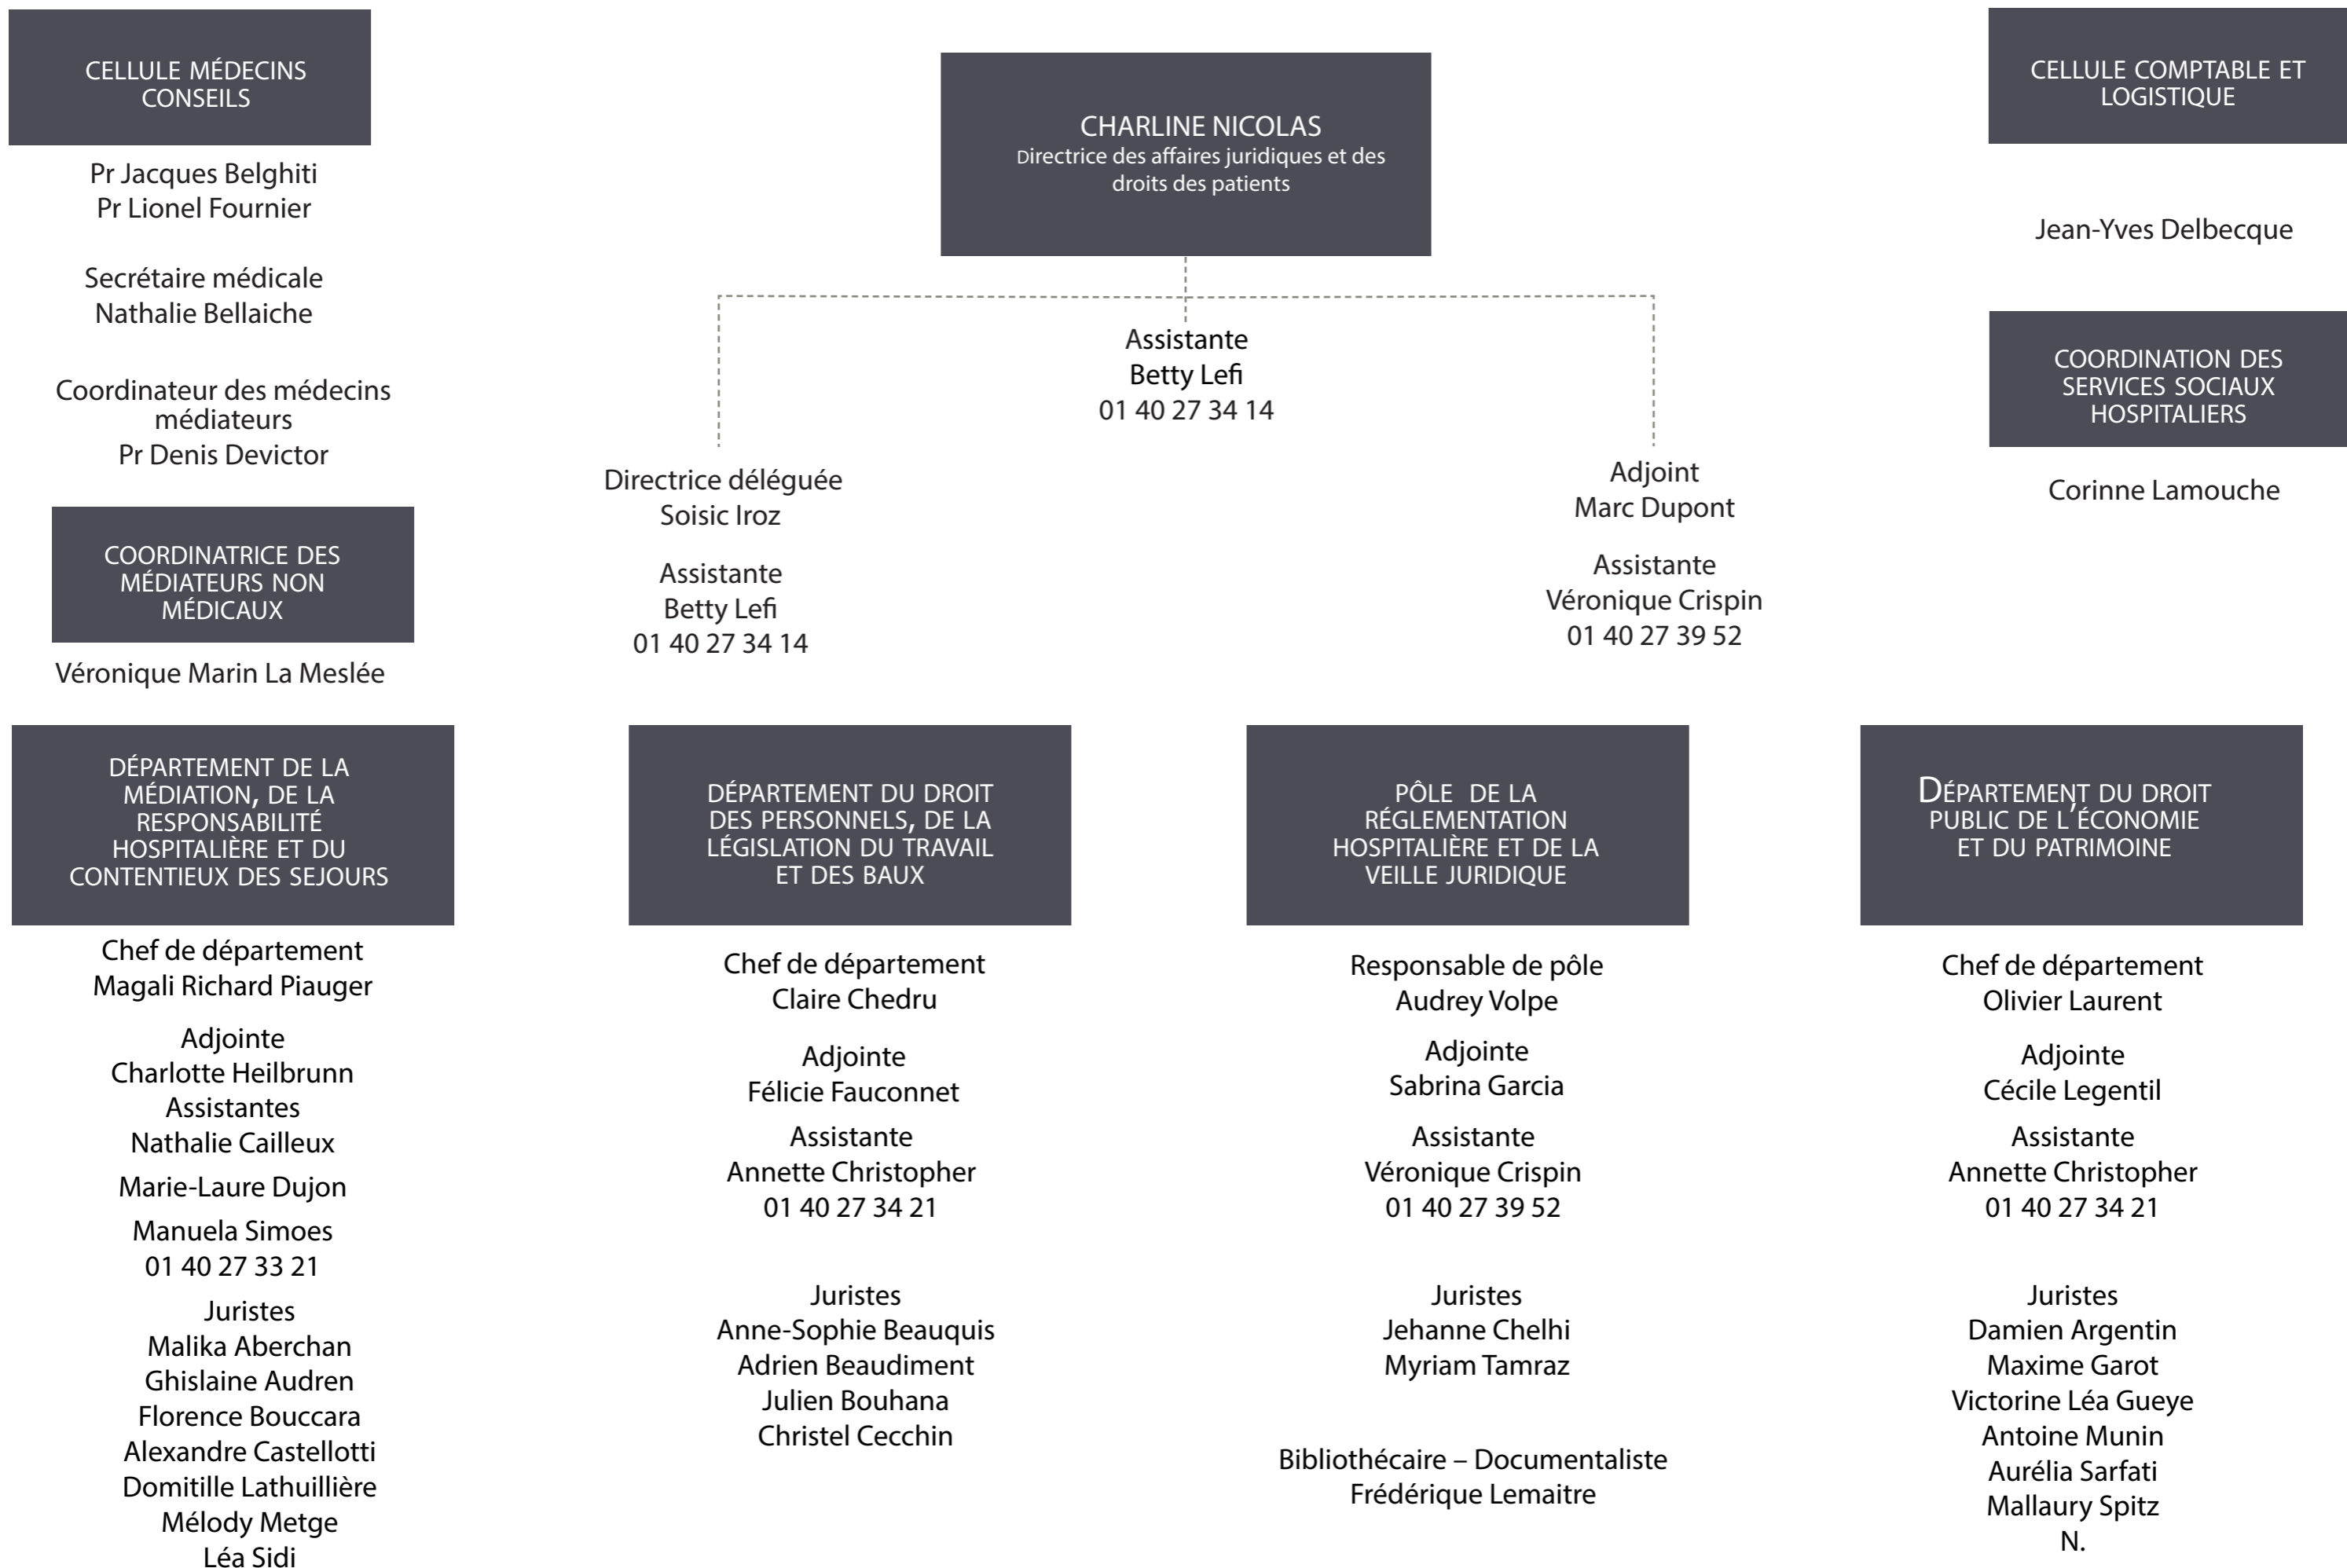 CELLULE MÉDECINS
CONSEILS
Pr Jacques Belghiti
Pr Lionel Fournier
Secrétaire médicale
Nathalie Bellaiche
Coordinateur des médecins
médiateurs
Pr Denis Devictor
COORDINATRICE DES
MÉDIATEURS NON
MÉDICAUX
Véronique Marin La Meslée
CHARLINE NICOLAS
Directrice des affaires juridiques et des
droits des patients
Assistante
Betty Lefi
01 40 27 34 14
Directrice déléguée
Soisic Iroz
Assistante
Betty Lefi
01 40 27 34 14
Adjoint
Marc Dupont
Assistante
Véronique Crispin
01 40 27 39 52
CELLULE COMPTABLE ET
LOGISTIQUE
Jean-Yves Delbecque
COORDINATION DES
SERVICES SOCIAUX
HOSPITALIERS
Corinne Lamouche
DÉPARTEMENT DE LA
MÉDIATION, DE LA
RESPONSABILITÉ
HOSPITALIÈRE ET DU
CONTENTIEUX DES SEJOURS
Chef de département
Magali Richard Piauger
Adjointe
Charlotte Heilbrunn
Assistantes
Nathalie Cailleux
Marie-Laure Dujon
Manuela Simoes
01 40 27 33 21
Juristes
Malika Aberchan
Ghislaine Audren
Florence Bouccara
Alexandre Castellotti
Domitille Lathuillière
Mélody Metge
Léa Sidi
DÉPARTEMENT DU DROIT
DES PERSONNELS, DE LA
LÉGISLATION DU TRAVAIL
ET DES BAUX
Chef de département
Claire Chedru
Adjointe
Félicie Fauconnet
Assistante
Annette Christopher
01 40 27 34 21
Juristes
Anne-Sophie Beauquis
Adrien Beaudiment
Julien Bouhana
Christel Cecchin
PÔLE DE LA
RÉGLEMENTATION
HOSPITALIÈRE ET DE LA
VEILLE JURIDIQUE
Responsable de pôle
Audrey Volpe
Adjointe
Sabrina Garcia
Assistante
Véronique Crispin
01 40 27 39 52
Juristes
Jehanne Chelhi
Myriam Tamraz
Bibliothécaire – Documentaliste
Frédérique Lemaitre
DÉPARTEMENT DU DROIT
PUBLIC DE L'ÉCONOMIE
ET DU PATRIMOINE
Chef de département
Olivier Laurent
Adjointe
Cécile Legentil
Assistante
Annette Christopher
01 40 27 34 21
Juristes
Damien Argentin
Maxime Garot
Victorine Léa Gueye
Antoine Munin
Aurélia Sarfati
Mallaury Spitz
N.